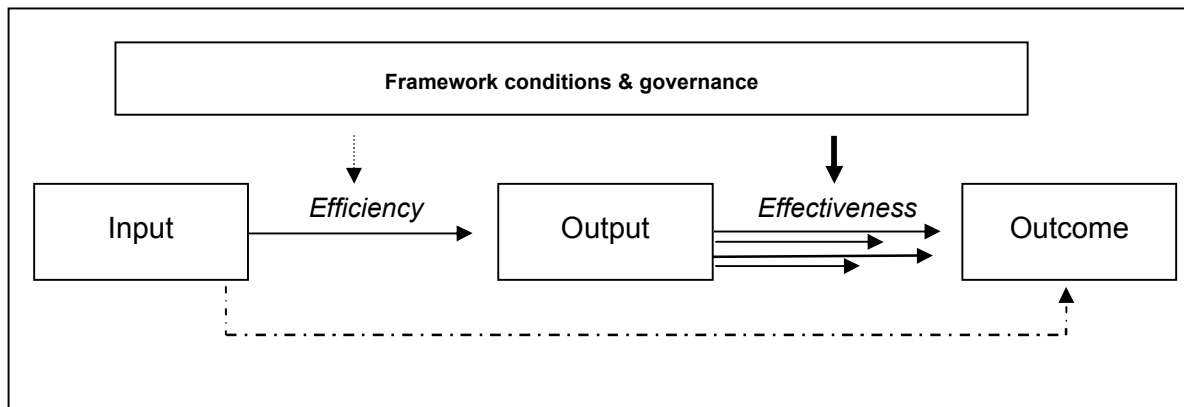 Framework conditions & governance
Efficiency
Effectiveness
Input
Output
Outcome